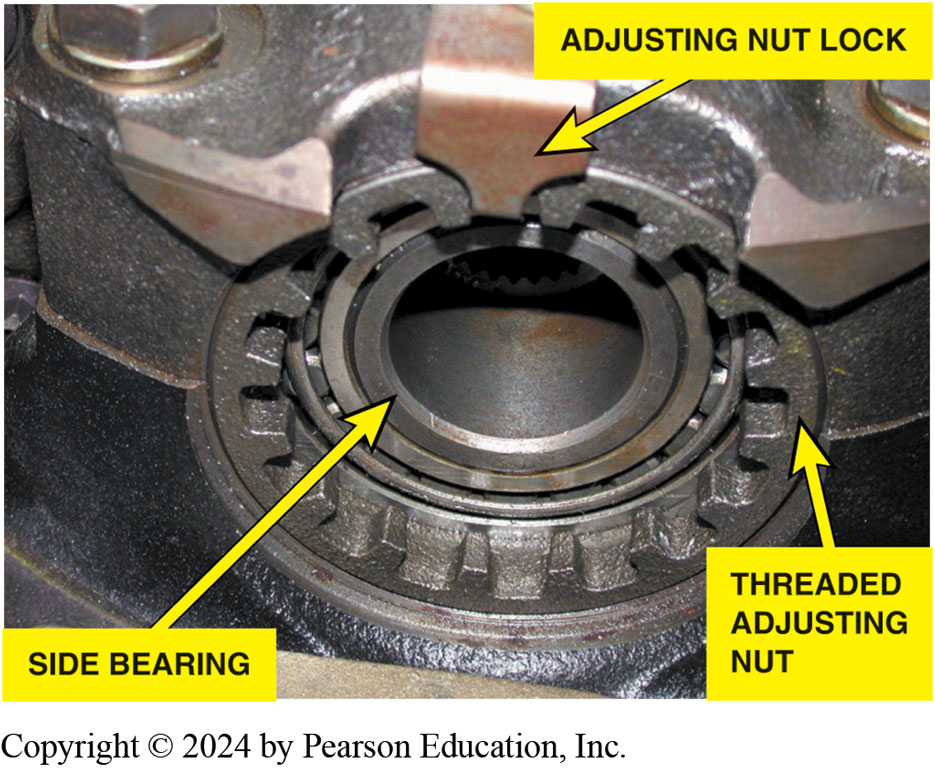 ADJUSTING NUT LOCK
SIDE BEARING
THREADED
ADJUSTING
NUT
Copyright © 2024 by Pearson Education, Inc.